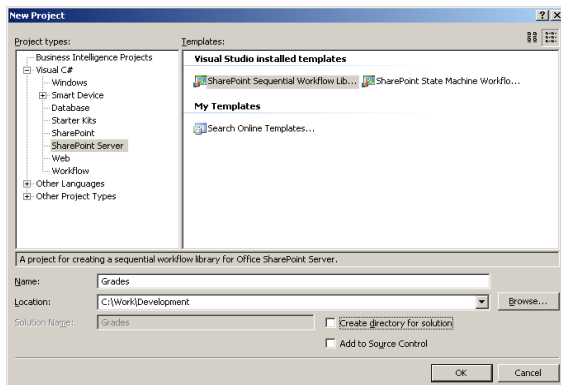 New Project
Project types:
Templates:
Business Intelligence Projects
Visual C#
Windows
Smart Device
Database
Starter Kits
SharePoint
SharePoint Server
Web
Workflow
Other Languages
Other Project Types
Visual Studio installed templates
SharePoint Sequential Workflow Lib...
SharePoint State Machine Workflo...
My Templates
Search Online Templates...
A project for creating a sequential workflow library for Office SharePoint Server.
Name:
Grades
Location:
C:\Work\Development
Browse...
Solution Name:
Grades
Create directory for solution
Add to Source Control
OK
Cancel